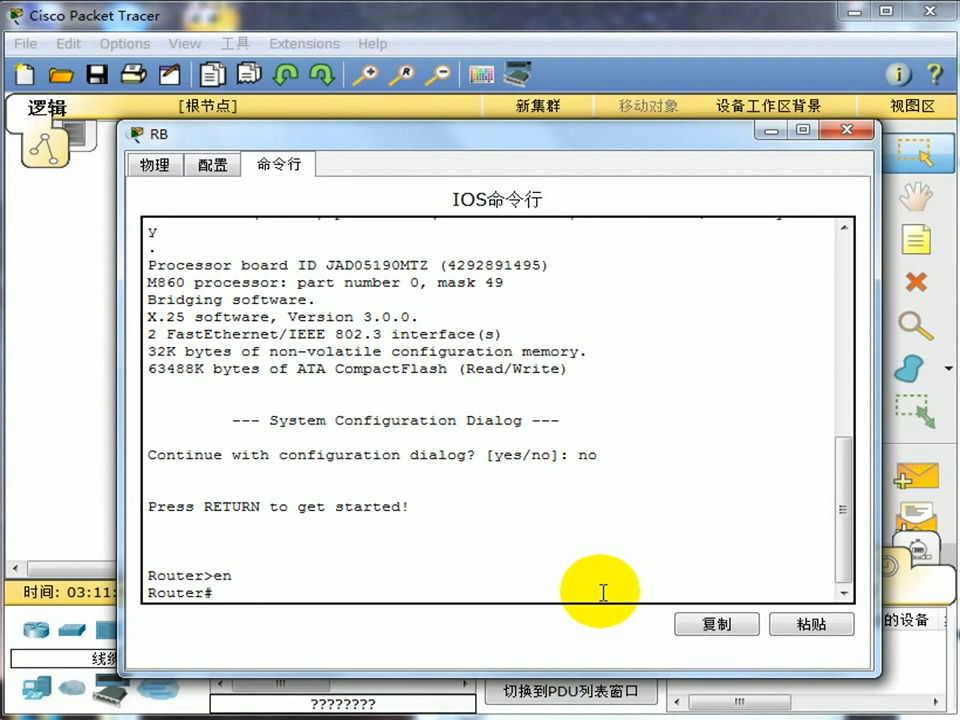 Cisco Packet Tracer
File Edit Options View 工具 Extensions Help
逻辑 [根节点] 新集群 移动对象 设备工作区背景 视图区
RB
物理 配置 命令行
IOS命令行
y
.
Processor board ID JAD05190MTZ (4292891495)
M860 processor: part number 0, mask 49
Bridging software.
X.25 software, Version 3.0.0.
2 FastEthernet/IEEE 802.3 interface(s)
32K bytes of non-volatile configuration memory.
63488K bytes of ATA CompactFlash (Read/Write)
--- System Configuration Dialog ---
Continue with configuration dialog? [yes/no]: no
Press RETURN to get started!
Router>en
Router#
复制 粘贴
时间: 03:11:
的设备
线缆
切换到PDU列表窗口
????????